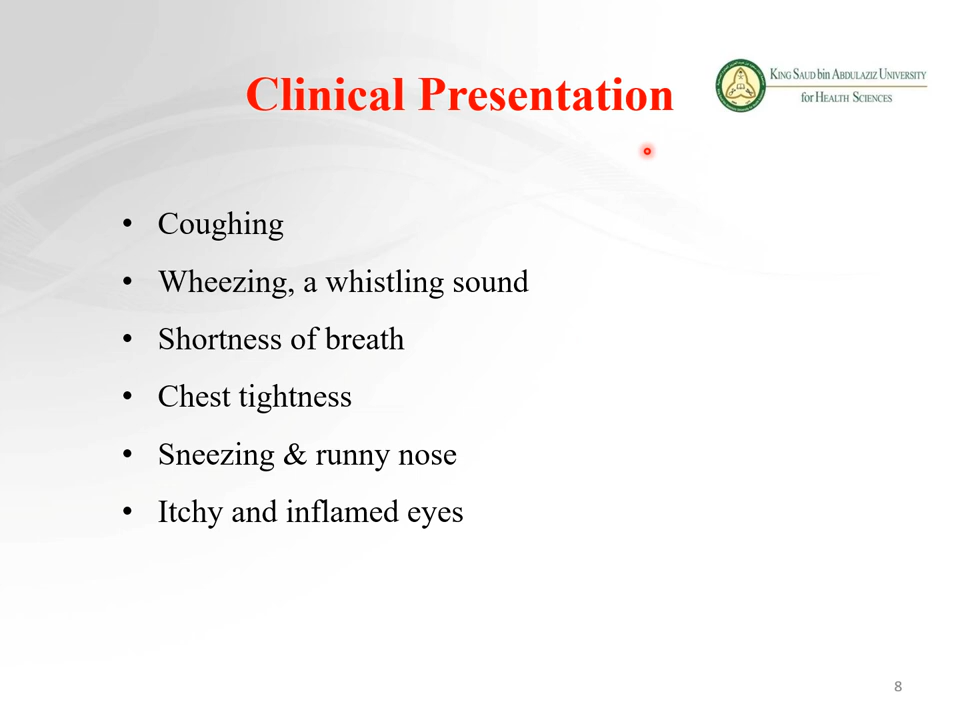 Clinical Presentation
KING SAUD bin ABDULAZIZ UNIVERSITY
for HEALTH SCIENCES
• Coughing
• Wheezing, a whistling sound
• Shortness of breath
• Chest tightness
• Sneezing & runny nose
• Itchy and inflamed eyes
8